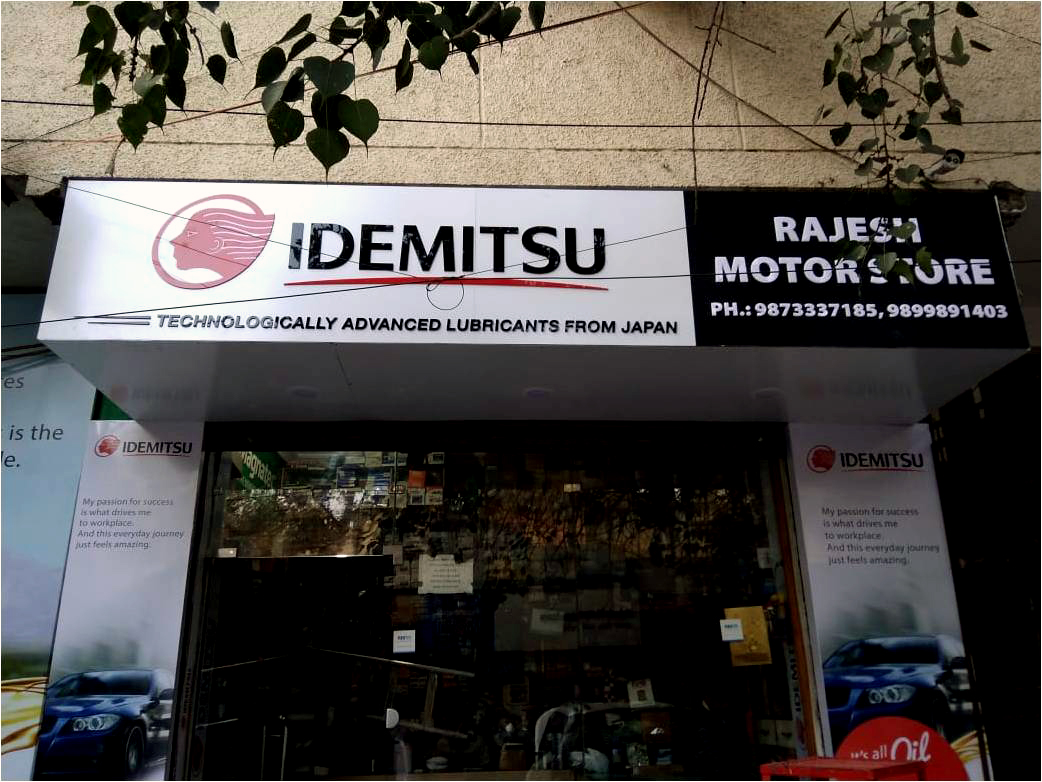 IDEMITSU
TECHNOLOGICALLY ADVANCED LUBRICANTS FROM JAPAN
RAJESH
MOTOR STORE
PH.: 9873337185, 9899891403
is the
IDEMITSU
My passion for success
is what drives me
to workplace.
And this everyday journey
just feels amazing.
IDEMITSU
My passion for success
is what drives me
to workplace.
And this everyday journey
just feels amazing.
It's all Oil